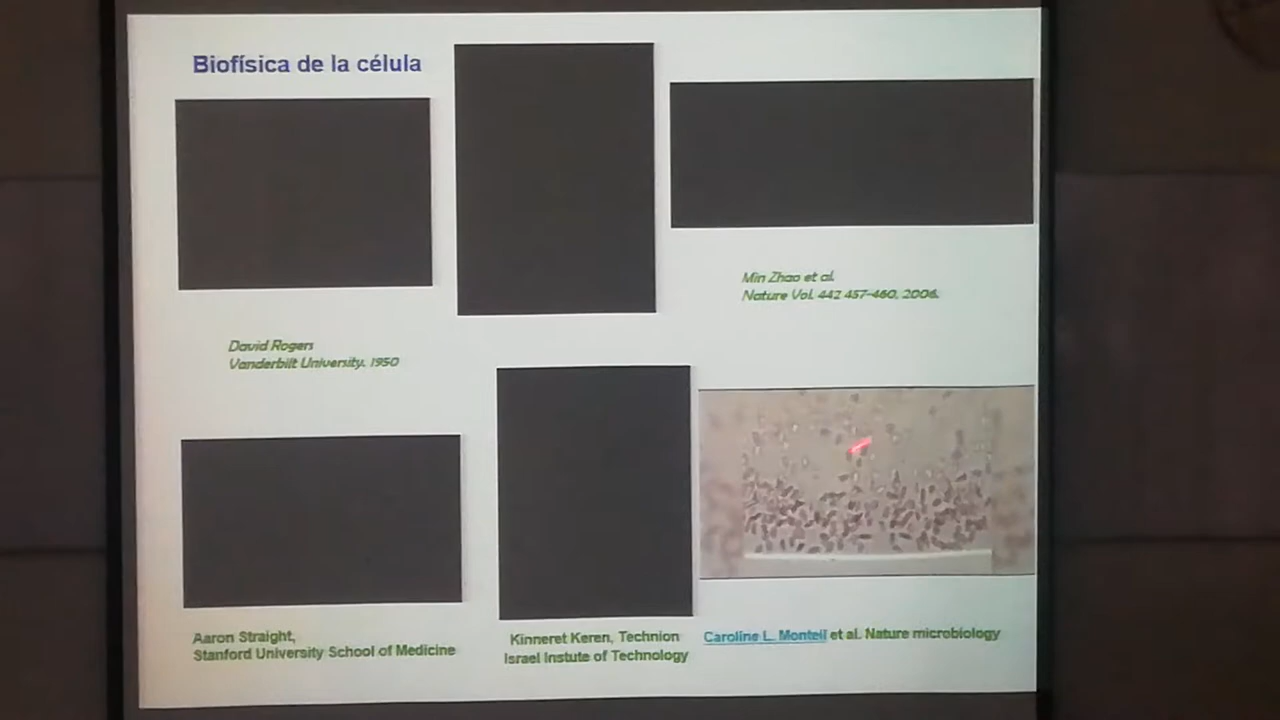 Biofísica de la célula
Min Zhao et al.
Nature Vol. 442 457-460, 2006.
David Rogers
Vanderbilt University. 1950
Aaron Straight,
Stanford University School of Medicine
Kinneret Keren, Technion
Israel Instute of Technology
Caroline L. Monteil et al. Nature microbiology